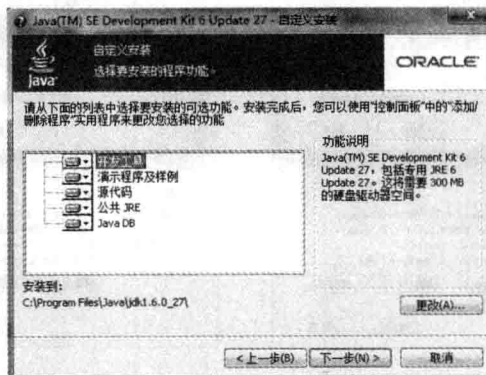 Java(TM) SE Development Kit 6 Update 27 - 自定义安装
自定义安装
选择要安装的程序功能。
Java
ORACLE
请从下面的列表中选择要安装的可选功能。安装完成后，您可以使用“控制面板”中的“添加/
删除程序”实用程序来更改您选择的功能
开发工具
演示程序及样例
源代码
公共 JRE
Java DB
功能说明
Java(TM) SE Development Kit 6
Update 27，包括专用 JRE 6
Update 27。这将需要 300 MB
的硬盘驱动器空间。
安装到:
C:\Program Files\Java\jdk1.6.0_27\
更改(A)...
< 上一步(B)
下一步(N) >
取消